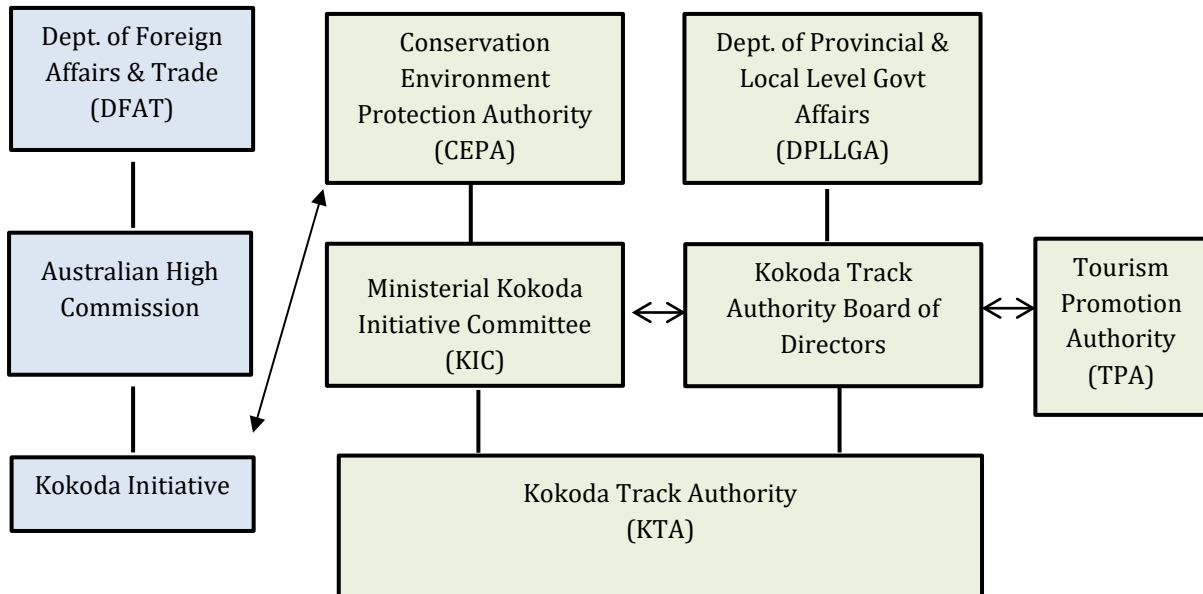 Dept. of Foreign
Affairs & Trade
(DFAT)
Conservation
Environment
Protection Authority
(CEPA)
Dept. of Provincial &
Local Level Govt
Affairs
(DPLLGA)
Australian High
Commission
Ministerial Kokoda
Initiative Committee
(KIC)
Kokoda Track
Authority Board of
Directors
Tourism
Promotion
Authority
(TPA)
Kokoda Initiative
Kokoda Track Authority
(KTA)